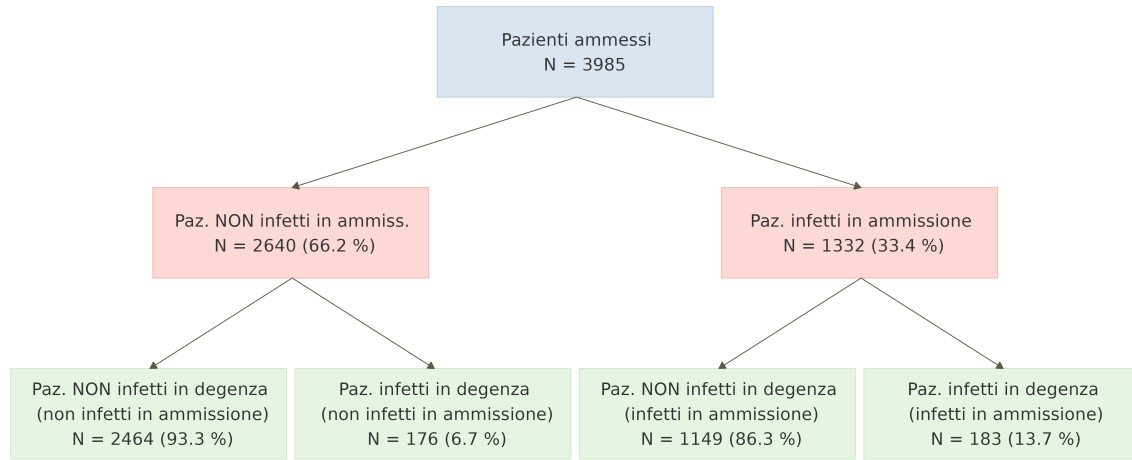 Pazienti ammessi
N = 3985
Paz. NON infetti in ammiss.
N = 2640 (66.2 %)
Paz. infetti in ammissione
N = 1332 (33.4 %)
Paz. NON infetti in degenza
(non infetti in ammissione)
N = 2464 (93.3 %)
Paz. infetti in degenza
(non infetti in ammissione)
N = 176 (6.7 %)
Paz. NON infetti in degenza
(infetti in ammissione)
N = 1149 (86.3 %)
Paz. infetti in degenza
(infetti in ammissione)
N = 183 (13.7 %)